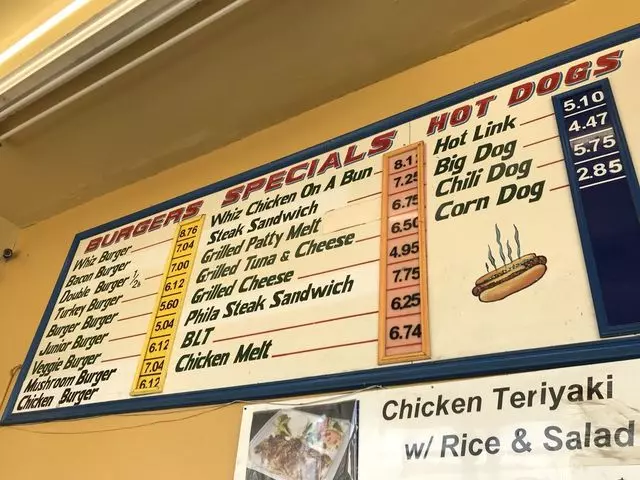 BURGERS SPECIALS HOT DOGS
Whiz Burger 8.76
Bacon Burger 7.04
Double Burger 1/2lb 7.00
Turkey Burger 6.12
Burger Burger 5.60
Junior Burger 5.04
Veggie Burger 6.12
Mushroom Burger 7.04
Chicken Burger 6.12
Whiz Chicken On A Bun
Steak Sandwich 7.25
Grilled Patty Melt 6.75
Grilled Tuna & Cheese 6.50
Grilled Cheese 4.95
Phila Steak Sandwich 7.75
BLT 6.25
Chicken Melt 6.74
Hot Link 5.10
Big Dog 4.47
Chili Dog 5.75
Corn Dog 2.85
Chicken Teriyaki
w/ Rice & Salad